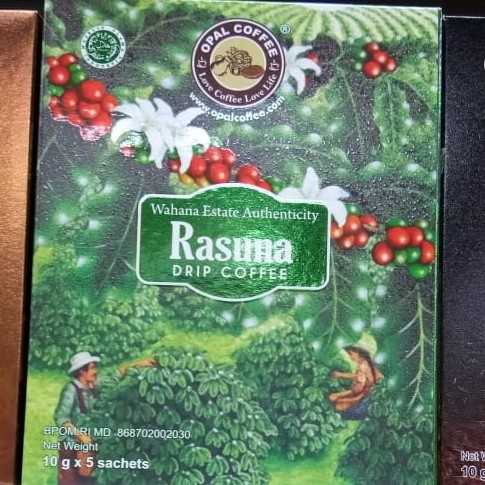 OPAL COFFEE
®
Love Coffee Love Life
www.opalcoffee.com
Wahana Estate Authenticity
Rasuna
DRIP COFFEE
BPOM RI MD 868702002030
Net Weight
10 g x 5 sachets
10 g